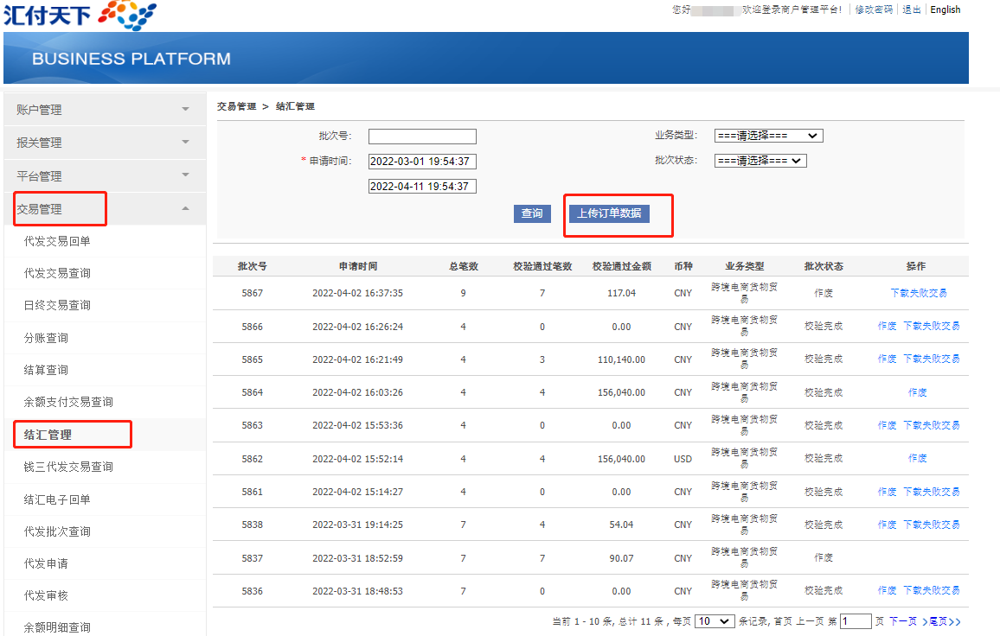 汇付天下
您好 欢迎登录商户管理平台! 修改密码 退出 English
BUSINESS PLATFORM
账户管理
报关管理
平台管理
交易管理
代发交易回单
代发交易查询
日终交易查询
分账查询
结算查询
余额支付交易查询
结汇管理
钱三代发交易查询
结汇电子回单
代发批次查询
代发申请
代发审核
余额明细查询
交易管理 > 结汇管理
批次号: 业务类型: ===请选择===
* 申请时间: 2022-03-01 19:54:37 批次状态: ===请选择===
2022-04-11 19:54:37
查询 上传订单数据
批次号 申请时间 总笔数 校验通过笔数 校验通过金额 币种 业务类型 批次状态 操作
5867 2022-04-02 16:37:35 9 7 117.04 CNY 跨境电商货物贸易 作废 下载失败交易
5866 2022-04-02 16:26:24 4 0 0.00 CNY 跨境电商货物贸易 校验完成 作废 下载失败交易
5865 2022-04-02 16:21:49 4 3 110,140.00 CNY 跨境电商货物贸易 校验完成 作废 下载失败交易
5864 2022-04-02 16:03:26 4 4 156,040.00 CNY 跨境电商货物贸易 校验完成 作废
5863 2022-04-02 15:53:36 4 0 0.00 CNY 跨境电商货物贸易 校验完成 作废 下载失败交易
5862 2022-04-02 15:52:14 4 4 156,040.00 USD 跨境电商货物贸易 校验完成 作废
5861 2022-04-02 15:14:27 4 0 0.00 CNY 跨境电商货物贸易 校验完成 作废 下载失败交易
5838 2022-03-31 19:14:25 7 4 54.04 CNY 跨境电商货物贸易 校验完成 作废 下载失败交易
5837 2022-03-31 18:52:59 7 7 90.07 CNY 跨境电商货物贸易 作废
5836 2022-03-31 18:48:53 7 0 0.00 CNY 跨境电商货物贸易 校验完成 作废 下载失败交易
当前 1 - 10 条, 总计 11 条, 每页 10 条记录, 首页 上一页 第 1 页 下一页 >尾页>>